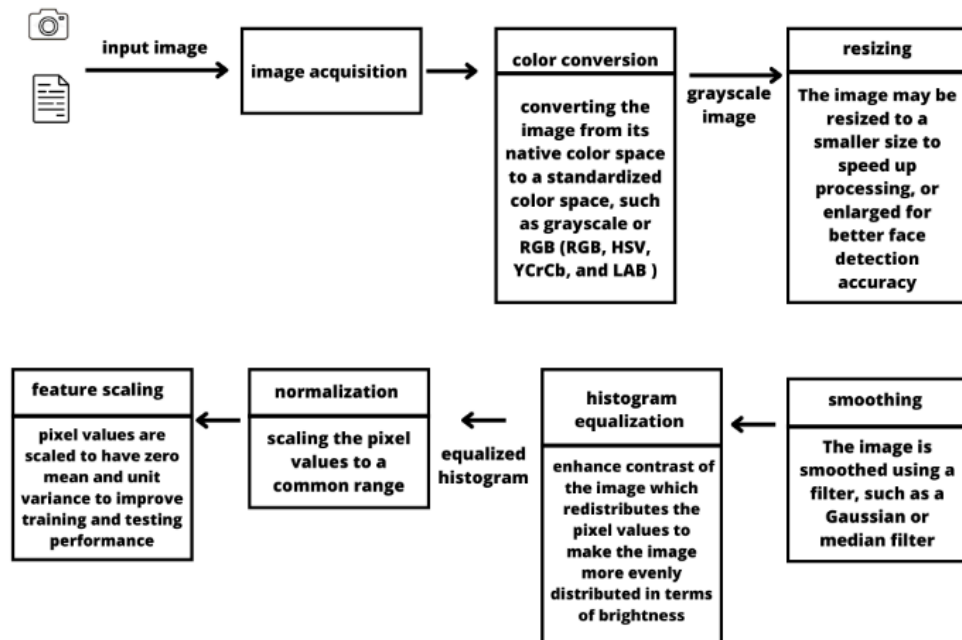 input image
image acquisition
color conversion
converting the
image from its
native color space
to a standardized
color space, such
as grayscale or
RGB (RGB, HSV,
YCrCb, and LAB )
grayscale
image
resizing
The image may be
resized to a
smaller size to
speed up
processing, or
enlarged for
better face
detection
accuracy
smoothing
The image is
smoothed using a
filter, such as a
Gaussian or
median filter
histogram
equalization
enhance contrast of
the image which
redistributes the
pixel values to
make the image
more evenly
distributed in terms
of brightness
equalized
histogram
normalization
scaling the pixel
values to a
common range
feature scaling
pixel values are
scaled to have zero
mean and unit
variance to improve
training and testing
performance